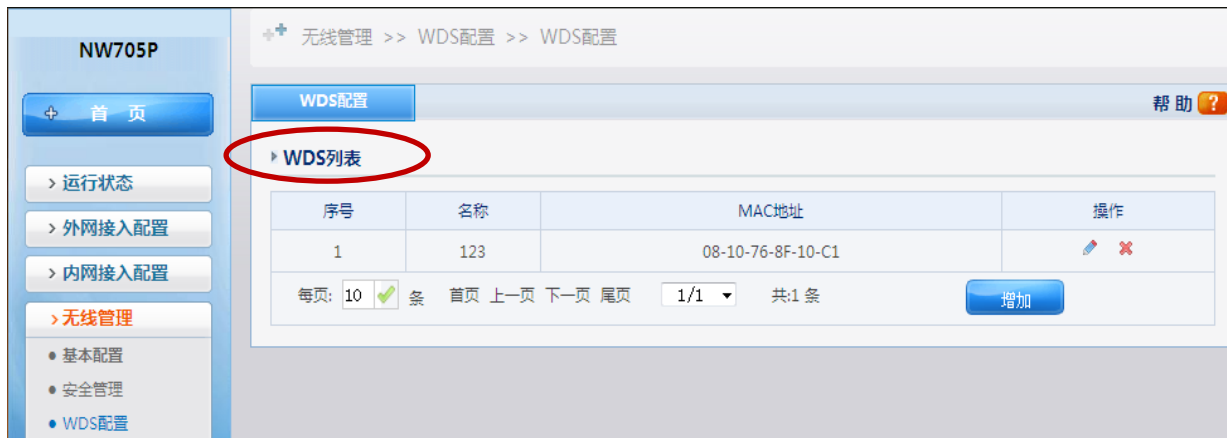 NW705P
无线管理 >> WDS配置 >> WDS配置
首 页
WDS配置
帮 助 ?
WDS列表
> 运行状态
> 外网接入配置
> 内网接入配置
> 无线管理
● 基本配置
● 安全管理
● WDS配置
序号 名称 MAC地址 操作
1 123 08-10-76-8F-10-C1
每页: 10 条 首页 上一页 下一页 尾页 1/1 共:1 条 增加